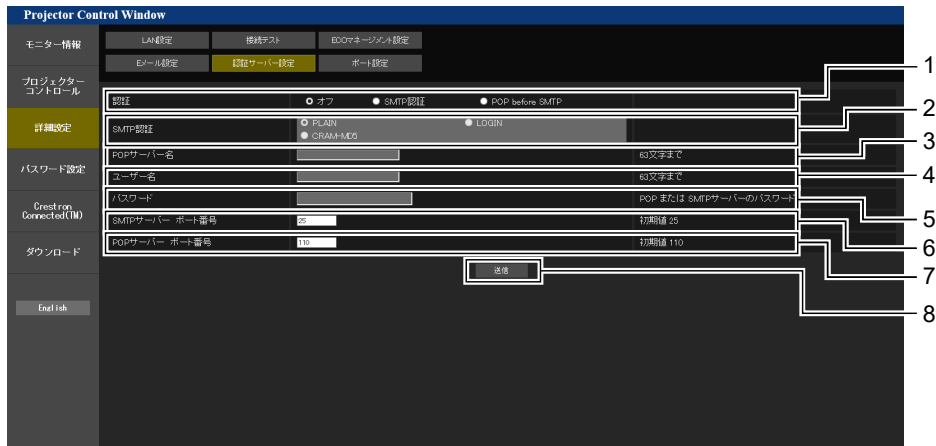 Projector Control Window
モニター情報
プロジェクター
コントロール
詳細設定
パスワード設定
Crestron
Connected(TM)
ダウンロード
English
LAN設定 接続テスト ECOマネージメント設定
Eメール設定 認証サーバー設定 ポート設定
認証 オフ SMTP認証 POP before SMTP
SMTP認証 PLAIN LOGIN
CRAM-MD5
POPサーバー名 63文字まで
ユーザー名 63文字まで
パスワード POP または SMTPサーバーのパスワード
SMTPサーバー ポート番号 25 初期値 25
POPサーバー ポート番号 110 初期値 110
送信
1
2
3
4
5
6
7
8